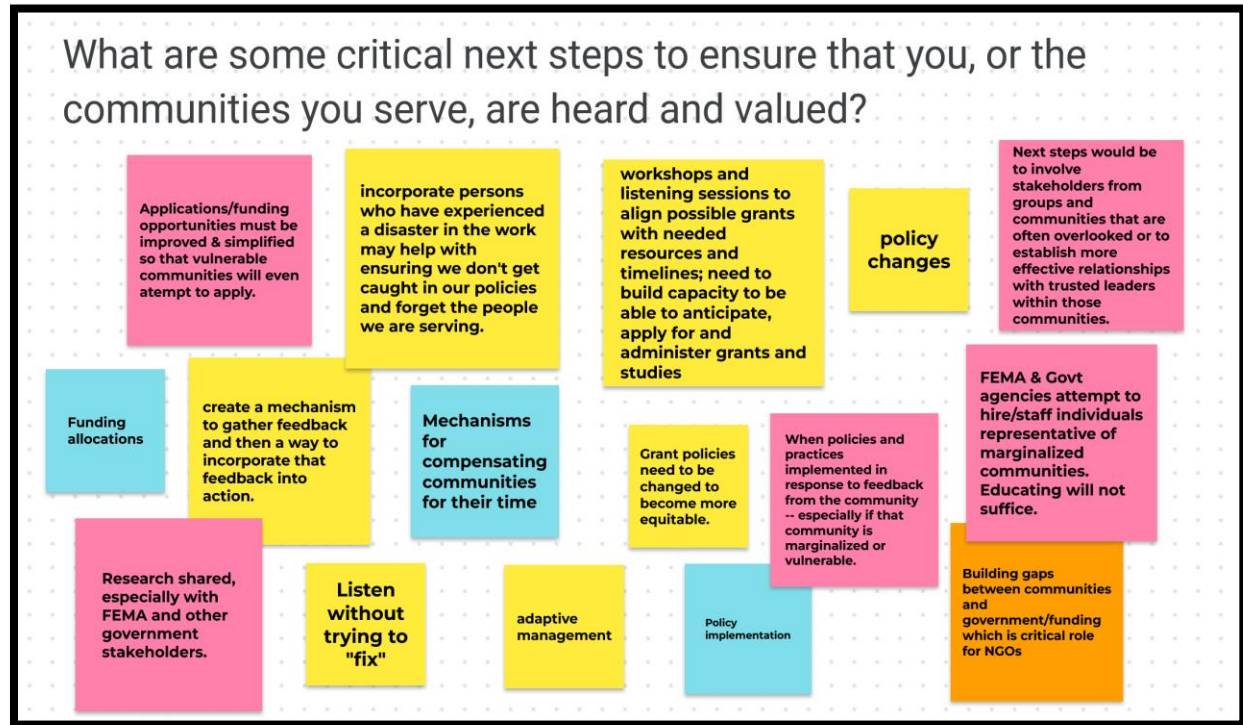 What are some critical next steps to ensure that you, or the
communities you serve, are heard and valued?
Applications/funding
opportunities must be
improved & simplified
so that vulnerable
communities will even
atempt to apply.
incorporate persons
who have experienced
a disaster in the work
may help with
ensuring we don't get
caught in our policies
and forget the people
we are serving.
workshops and
listening sessions to
align possible grants
with needed
resources and
timelines; need to
build capacity to be
able to anticipate,
apply for and
administer grants and
studies
policy
changes
Next steps would be
to involve
stakeholders from
groups and
communities that are
often overlooked or to
establish more
effective relationships
with trusted leaders
within those
communities.
Funding
allocations
create a mechanism
to gather feedback
and then a way to
incorporate that
feedback into
action.
Mechanisms
for
compensating
communities
for their time
Grant policies
need to be
changed to
become more
equitable.
When policies and
practices
implemented in
response to feedback
from the community
-- especially if that
community is
marginalized or
vulnerable.
FEMA & Govt
agencies attempt to
hire/staff individuals
representative of
marginalized
communities.
Educating will not
suffice.
Research shared,
especially with
FEMA and other
government
stakeholders.
Listen
without
trying to
"fix"
adaptive
management
Policy
implementation
Building gaps
between communities
and
government/funding
which is critical role
for NGOs